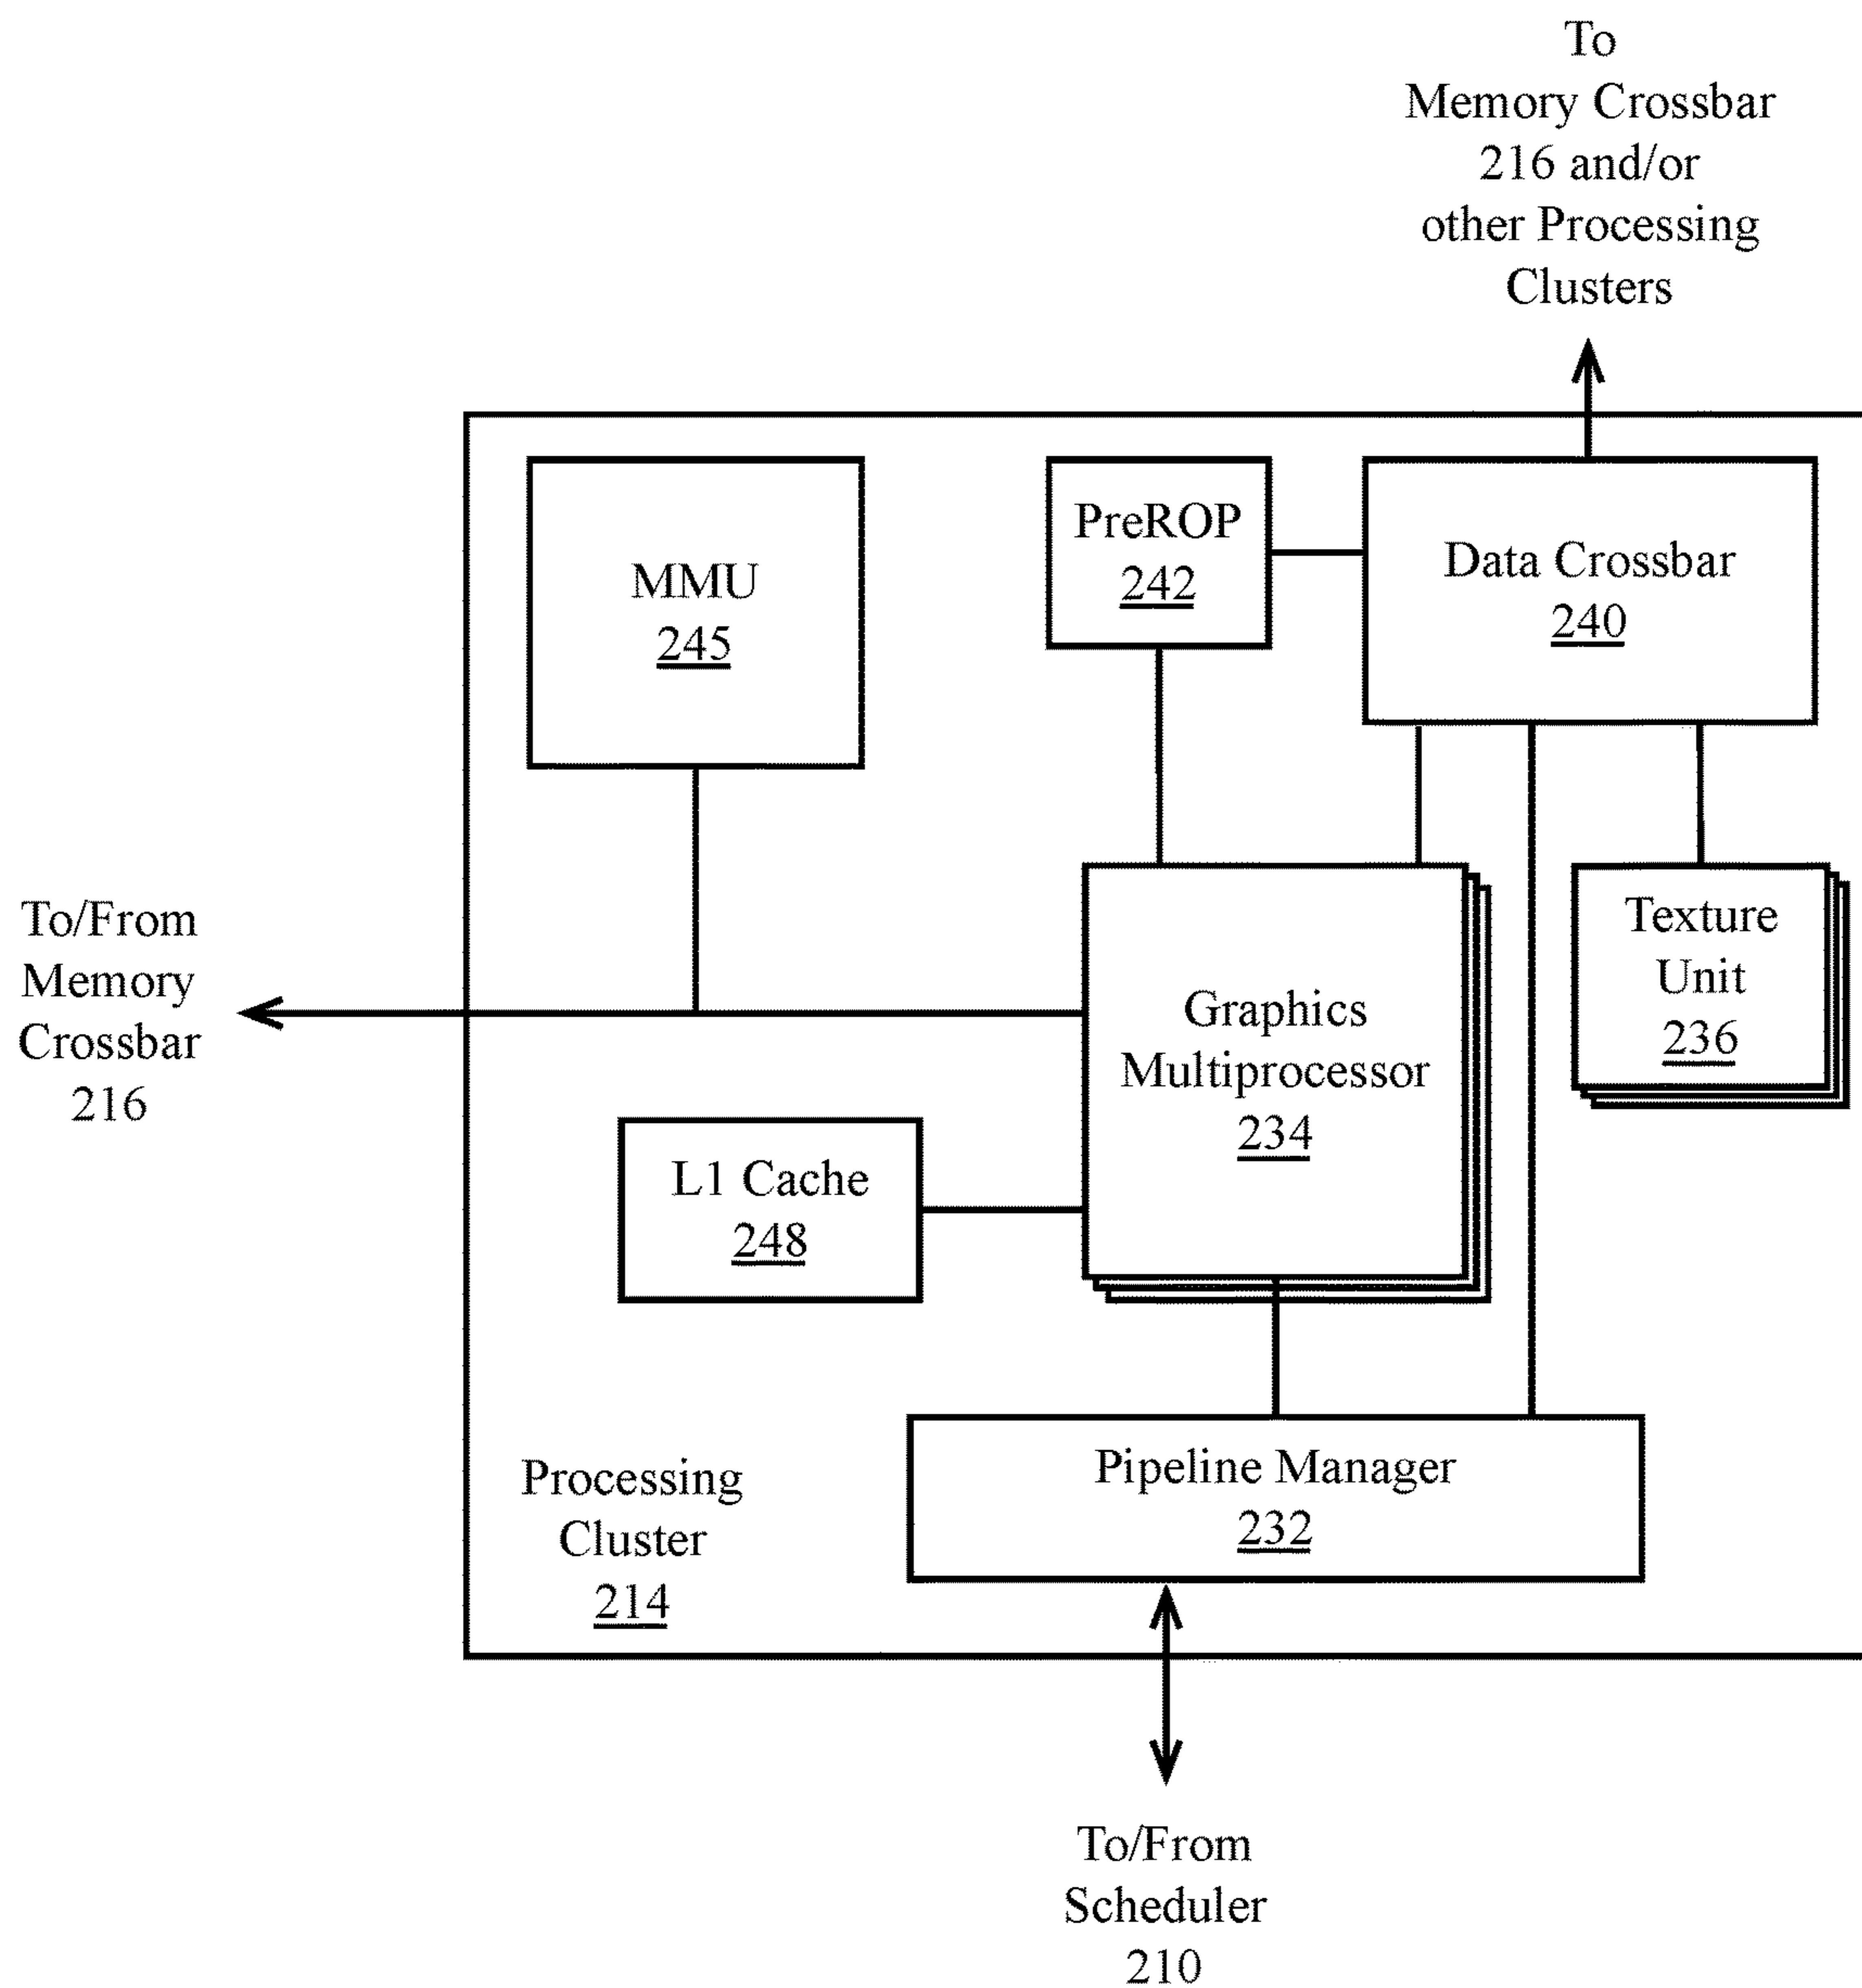 To
Memory Crossbar
216 and/or
other Processing
Clusters
MMU
245
PreROP
242
Data Crossbar
240
To/From
Memory
Crossbar
216
Graphics
Multiprocessor
234
Texture
Unit
236
L1 Cache
248
Pipeline Manager
232
Processing
Cluster
214
To/From
Scheduler
210